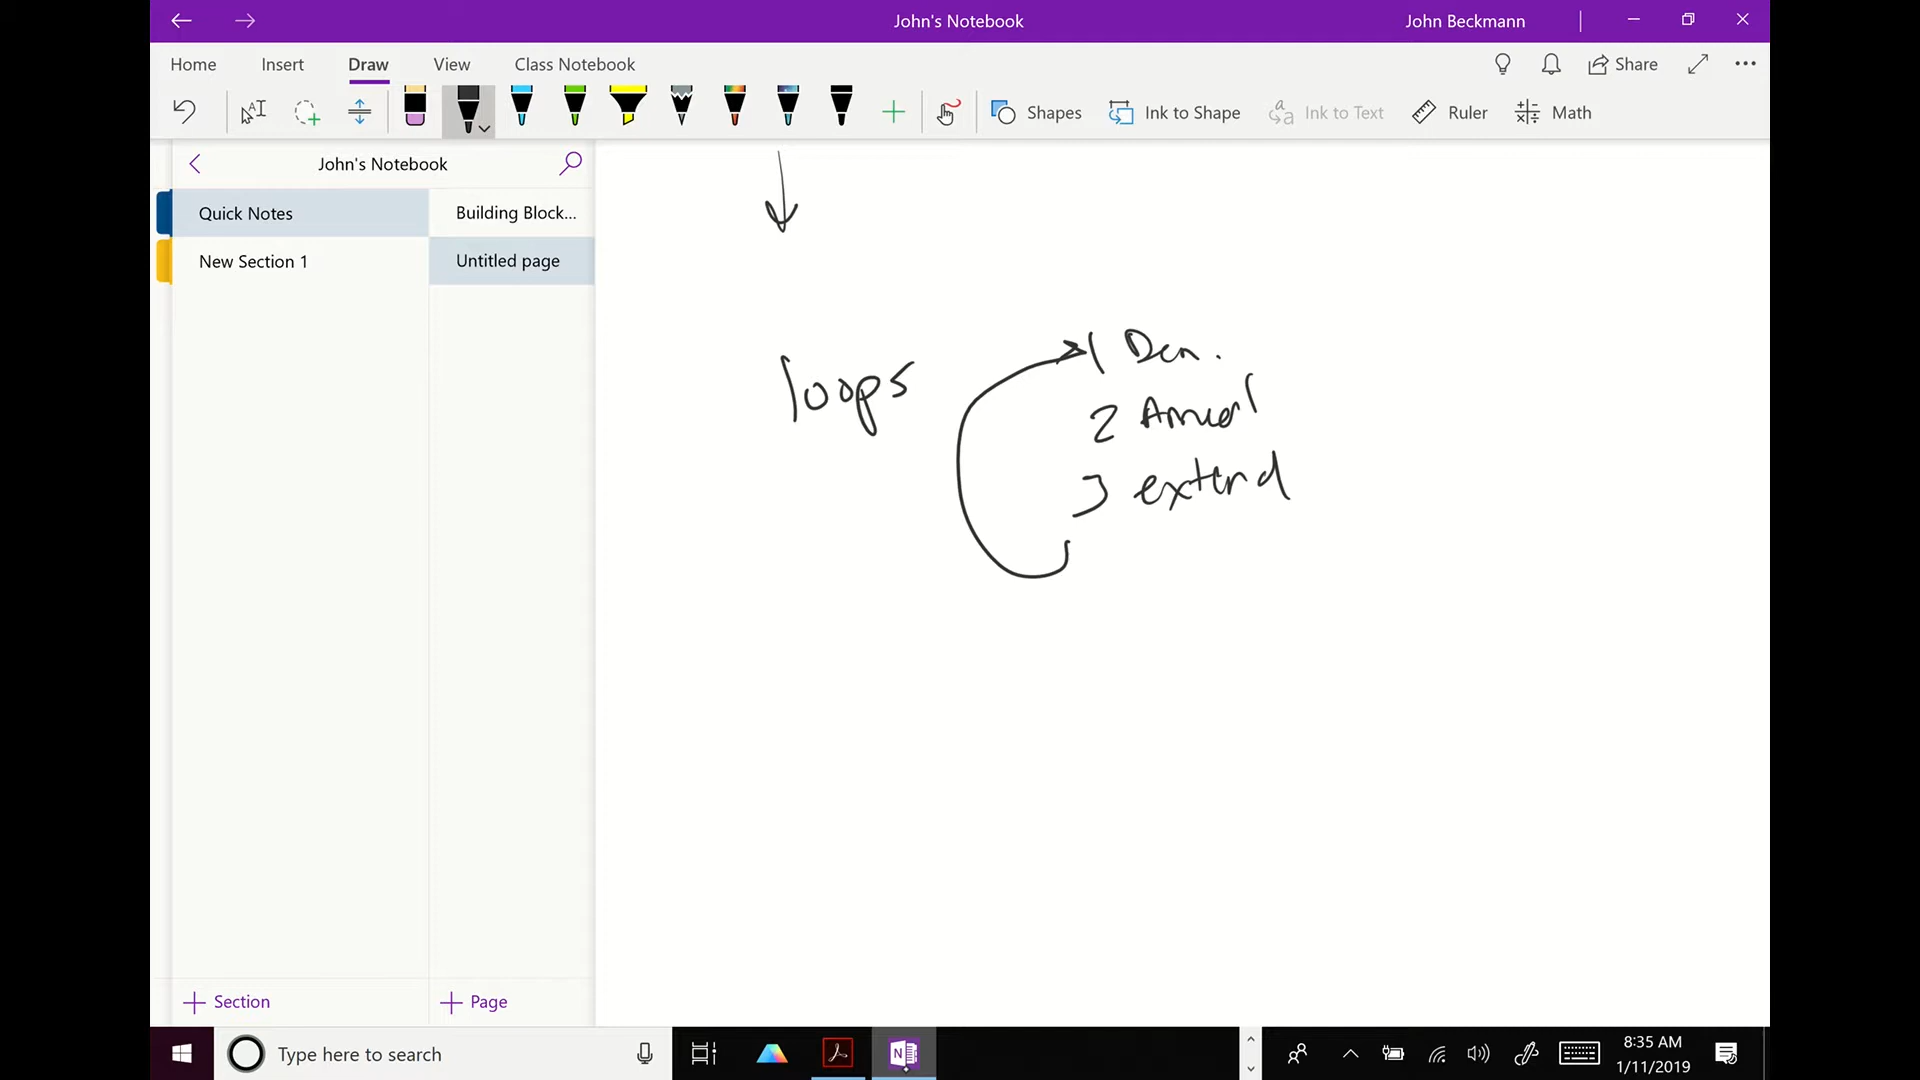 John's Notebook
John Beckmann
Home Insert Draw View Class Notebook
Share
Shapes Ink to Shape Ink to Text Ruler Math
John's Notebook
Quick Notes
Building Block...
New Section 1
Untitled page
loops
1 Den.
2 Anneal
3 extend
Section
Page
Type here to search
8:35 AM
1/11/2019